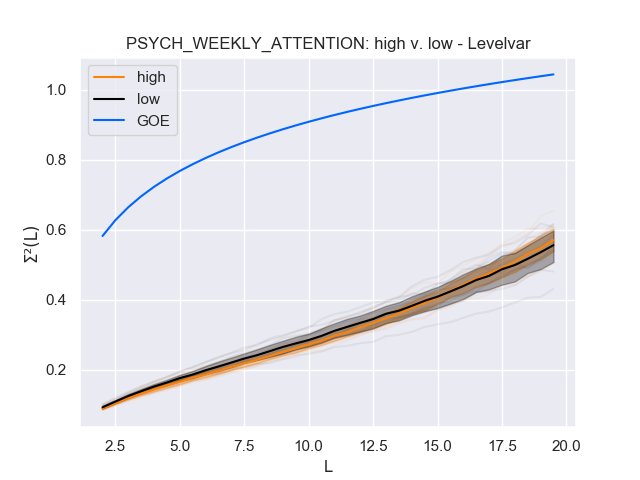 PSYCH_WEEKLY_ATTENTION: high v. low - Levelvar
high
low
GOE
1.0
0.8
0.6
0.4
0.2
Σ²(L)
2.5 5.0 7.5 10.0 12.5 15.0 17.5 20.0
L